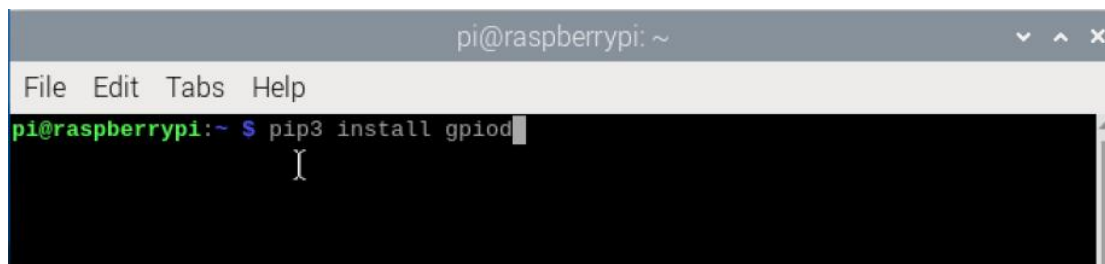 pi@raspberrypi: ~
File Edit Tabs Help
pi@raspberrypi:~ $ pip3 install gpiod